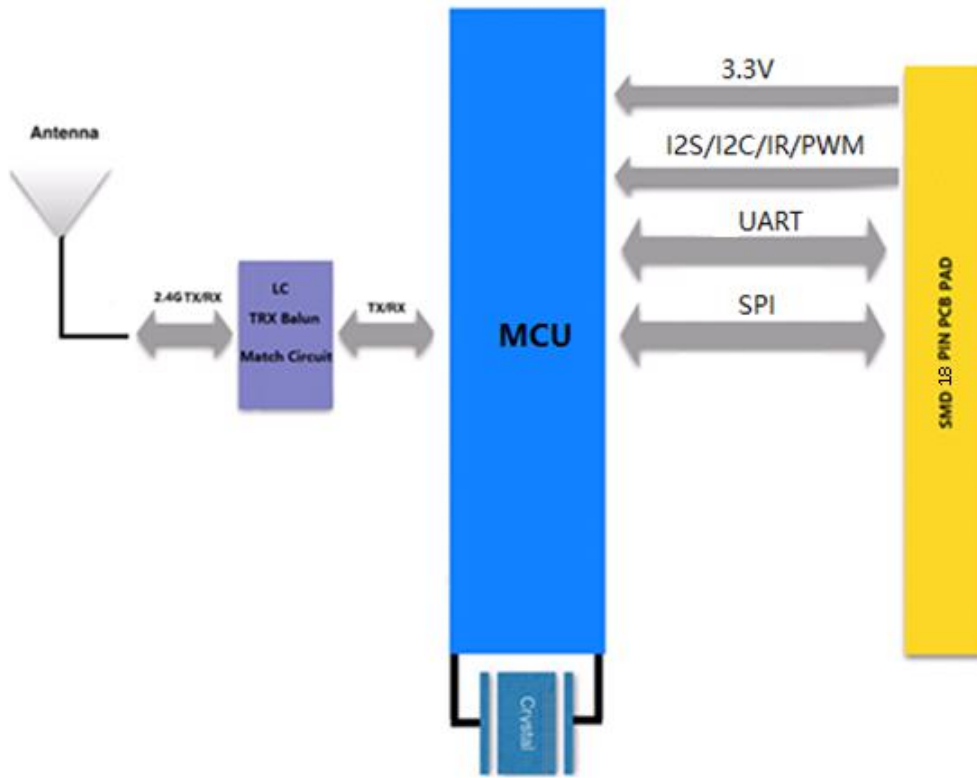 Antenna
2.4G TX/RX
LC
TRX Balun
Match Circuit
TX/RX
MCU
Crystal
3.3V
I2S/I2C/IR/PWM
UART
SPI
SMD 18 PIN PCB PAD